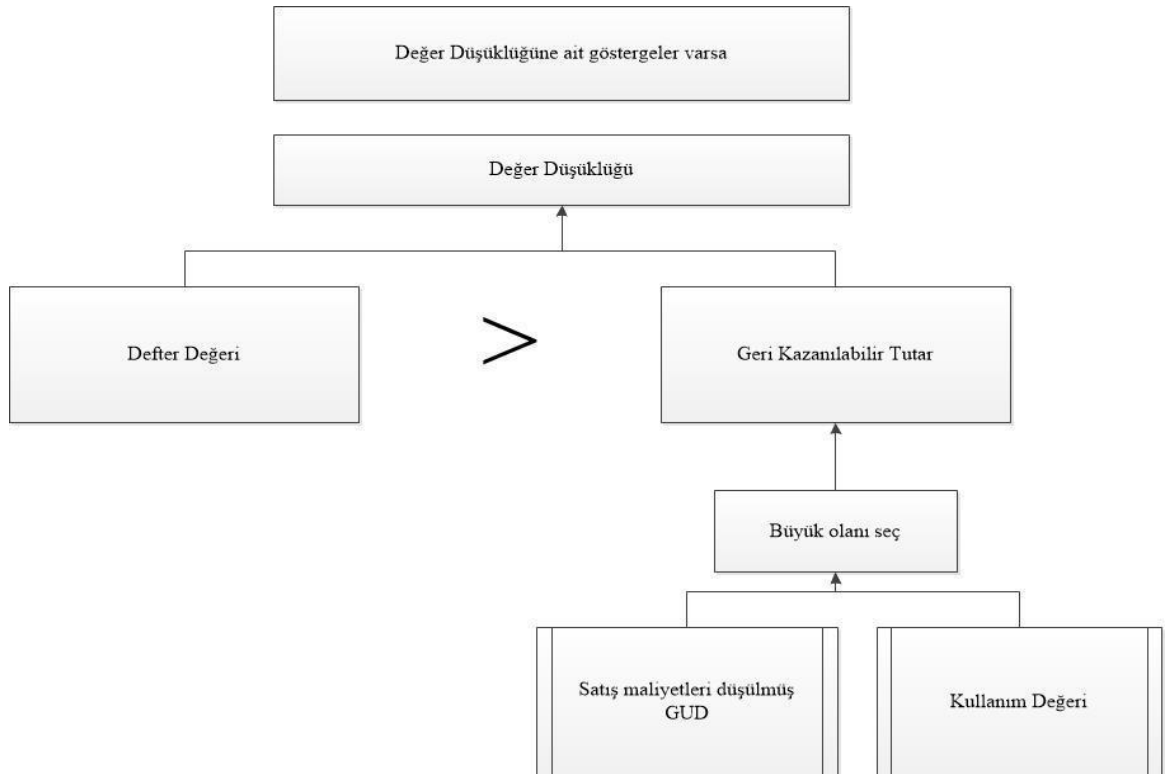 Değer Düşüklüğüne ait göstergeler varsa
Değer Düşüklüğü
Defter Değeri
>
Geri Kazanılabilir Tutar
Büyük olanı seç
Satış maliyetleri düşülmüş
GUD
Kullanım Değeri